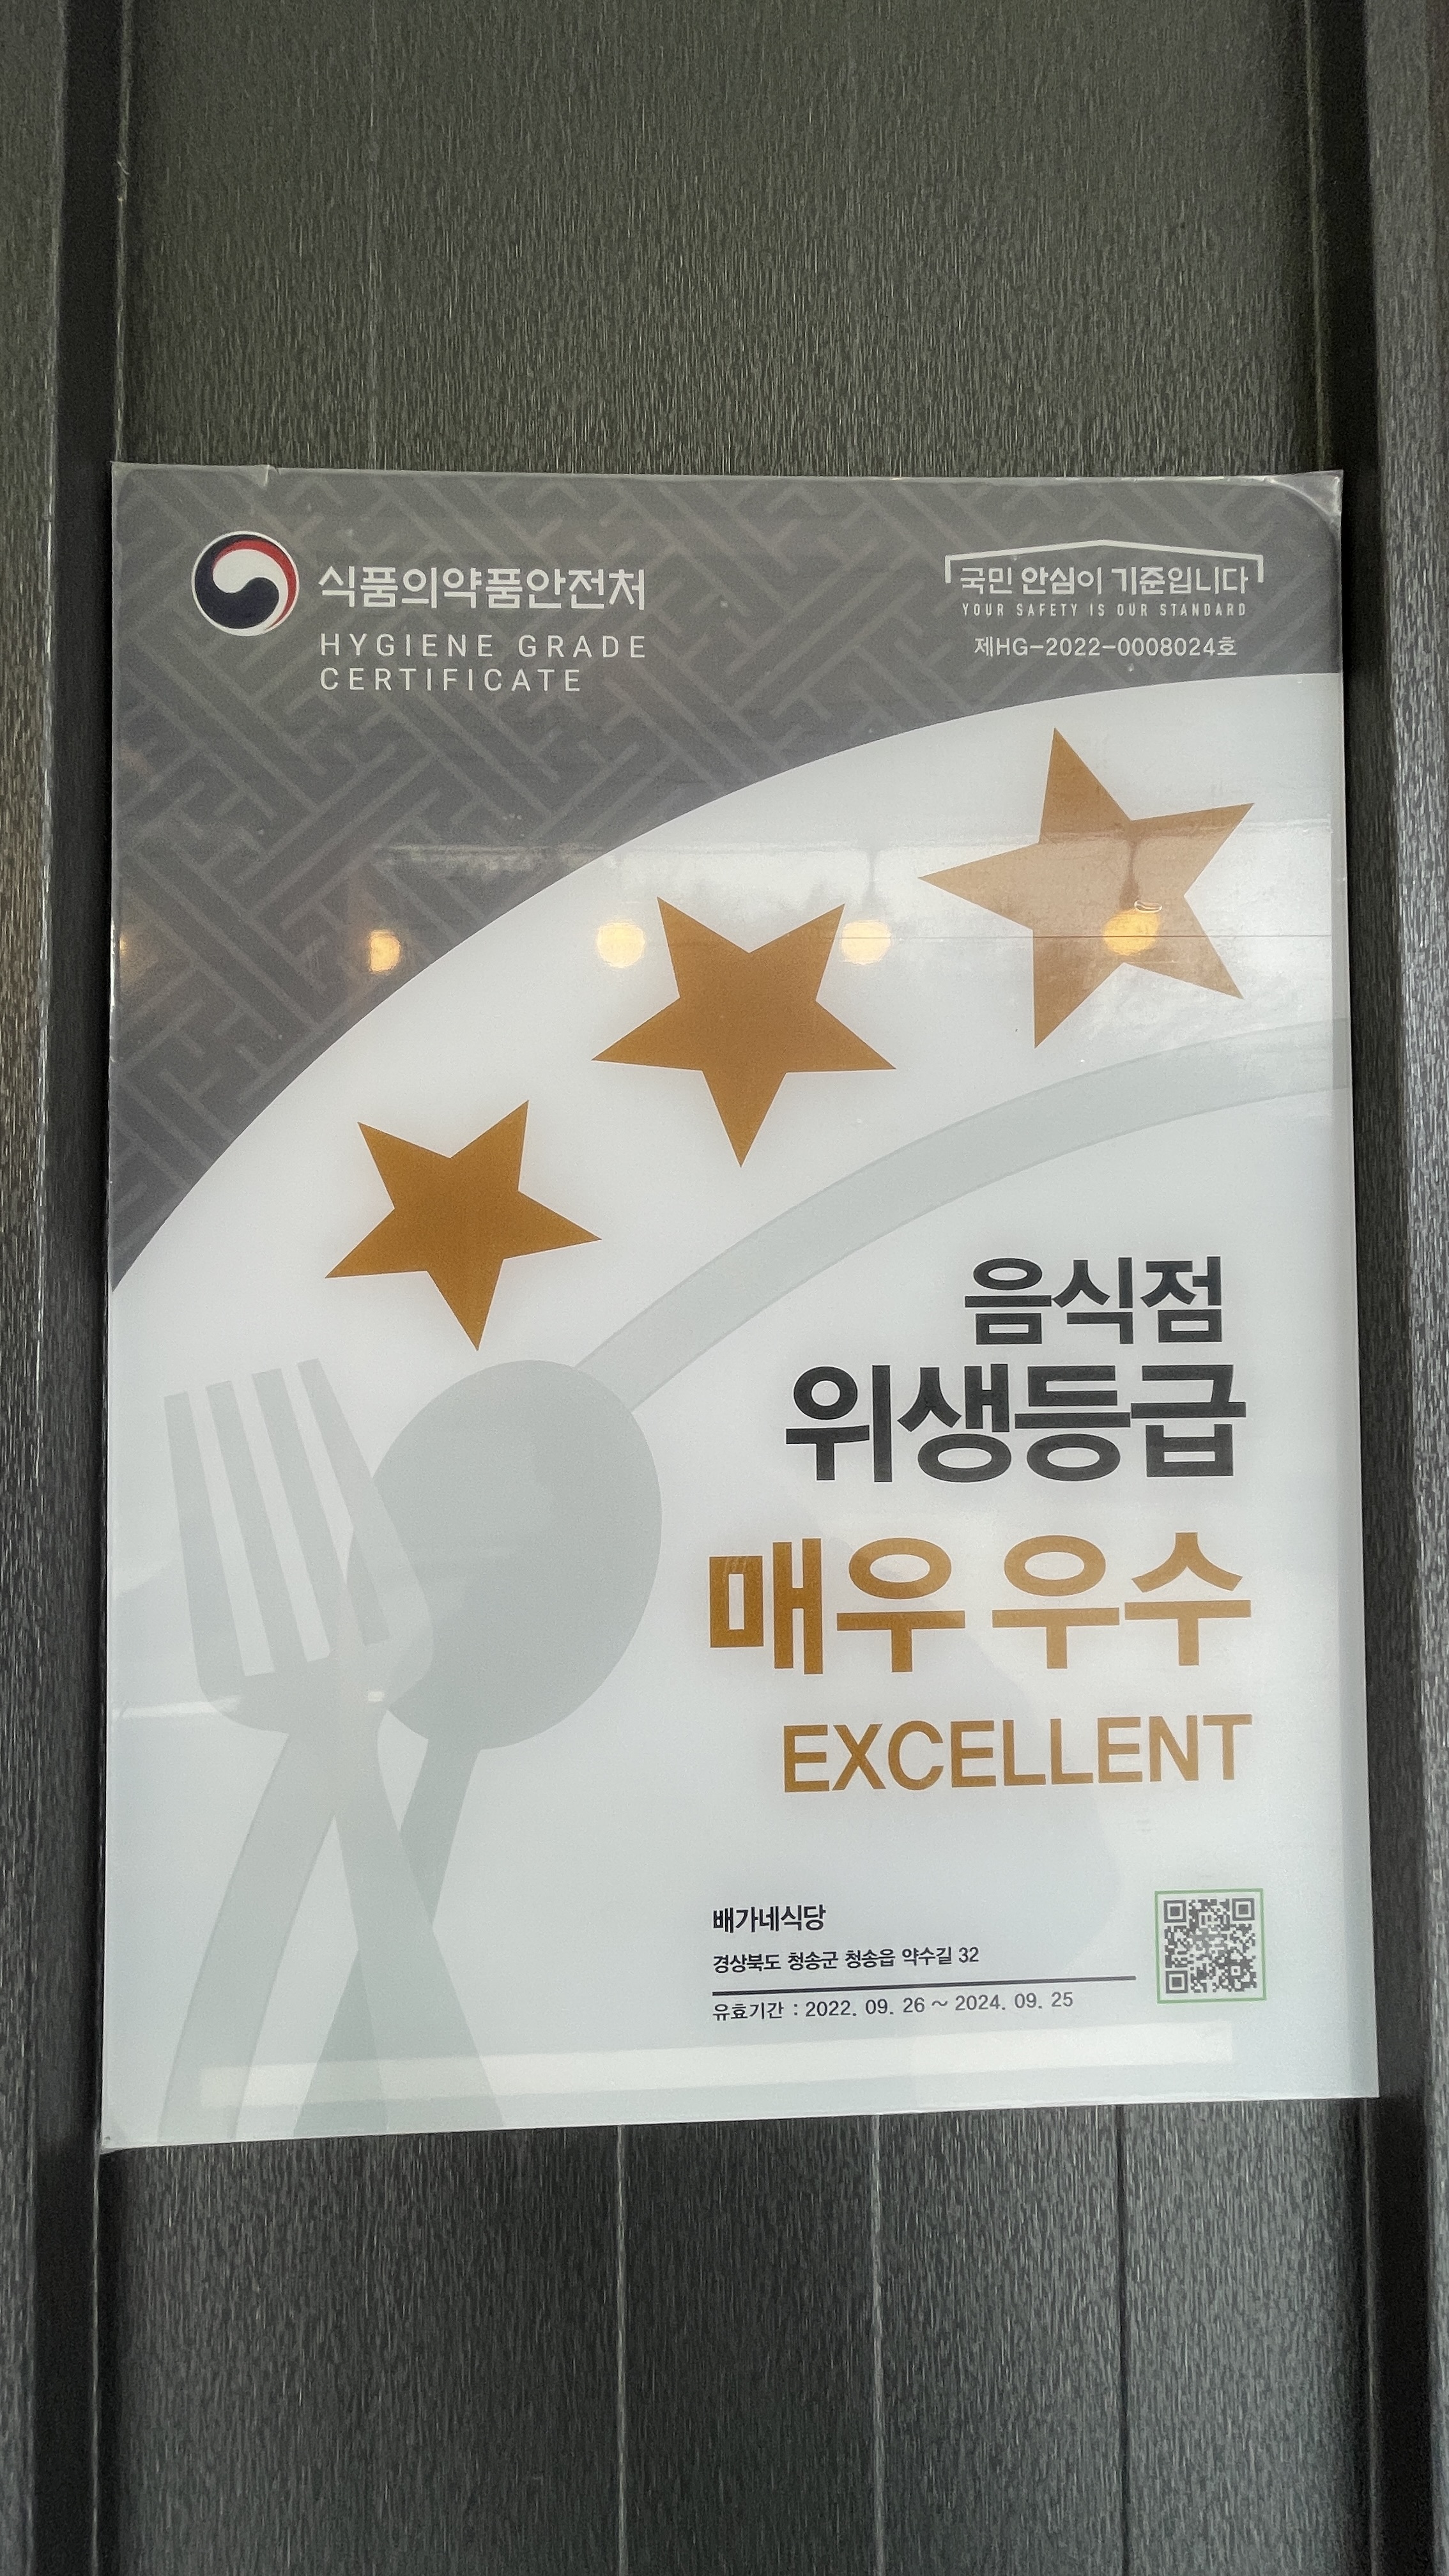 식품의약품안전처
HYGIENE GRADE
CERTIFICATE
국민 안심이 기준입니다
YOUR SAFETY IS OUR STANDARD
제HG-2022-0008024호
음식점
위생등급
매우 우수
EXCELLENT
배가네식당
경상북도 청송군 청송읍 약수길 32
유효기간 : 2022. 09. 26 ~ 2024. 09. 25